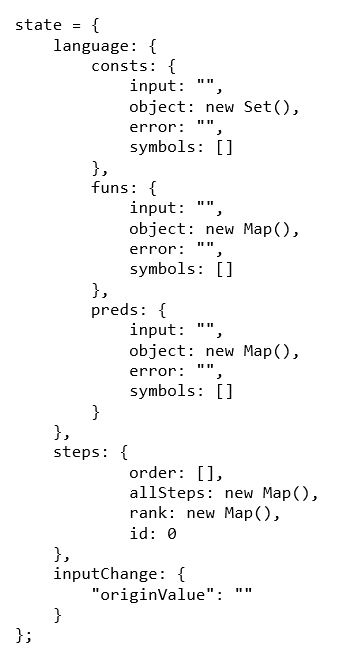 state = {
    language: {
        consts: {
            input: "",
            object: new Set(),
            error: "",
            symbols: []
        },
        funs: {
            input: "",
            object: new Map(),
            error: "",
            symbols: []
        },
        preds: {
            input: "",
            object: new Map(),
            error: "",
            symbols: []
        }
    },
    steps: {
            order: [],
            allSteps: new Map(),
            rank: new Map(),
            id: 0
    },
    inputChange: {
        "originValue": ""
    }
};